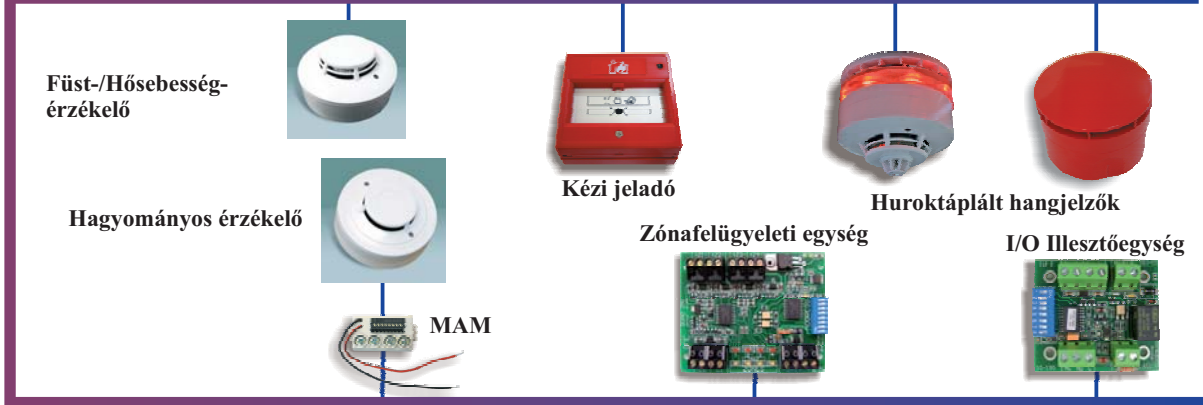 Füst-/Hősebesség-
érzékelő
Kézi jeladó
Huroktáplált hangjelzők
Hagyományos érzékelő
Zónafelügyeleti egység
I/O Illesztőegység
MAM